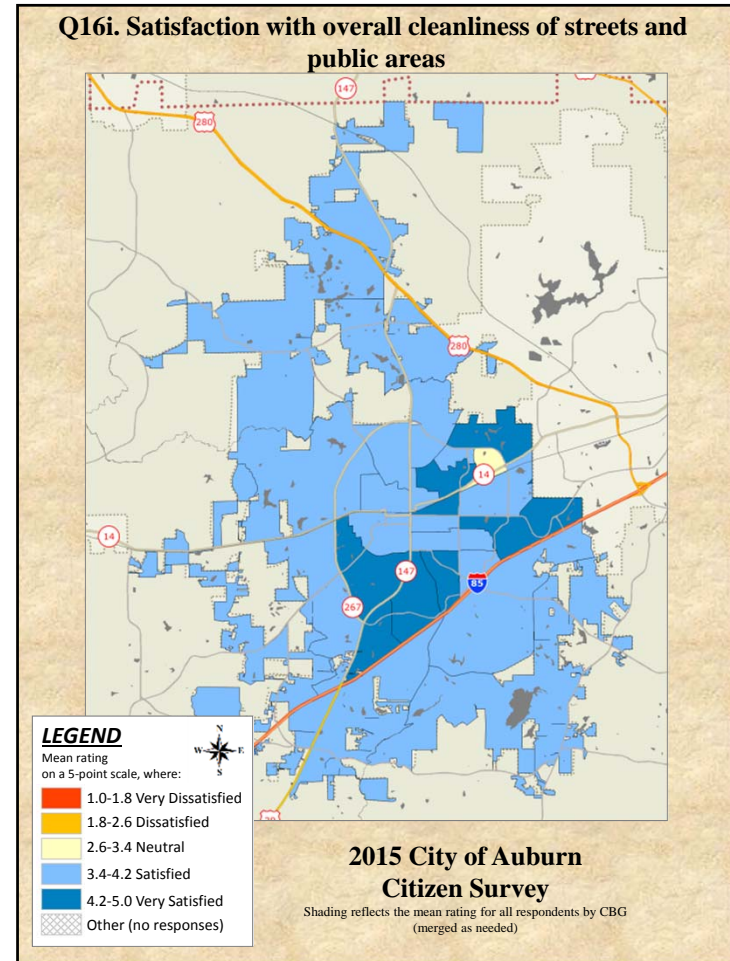 Q16i. Satisfaction with overall cleanliness of streets and
public areas
147
280
280
14
14
147
85
267
LEGEND
Mean rating
on a 5-point scale, where:
N
W E
S
1.0-1.8 Very Dissatisfied
1.8-2.6 Dissatisfied
2.6-3.4 Neutral
3.4-4.2 Satisfied
4.2-5.0 Very Satisfied
Other (no responses)
2015 City of Auburn
Citizen Survey
Shading reflects the mean rating for all respondents by CBG
(merged as needed)